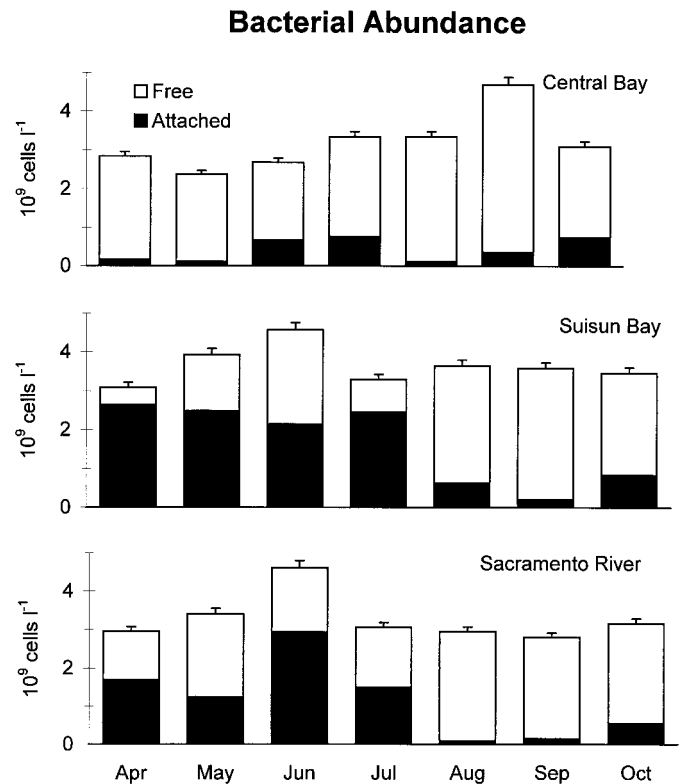 Bacterial Abundance
Central Bay
Free
Attached
10⁹ cells l⁻¹
4
2
0
Suisun Bay
10⁹ cells l⁻¹
4
2
0
Sacramento River
10⁹ cells l⁻¹
4
2
0
Apr May Jun Jul Aug Sep Oct